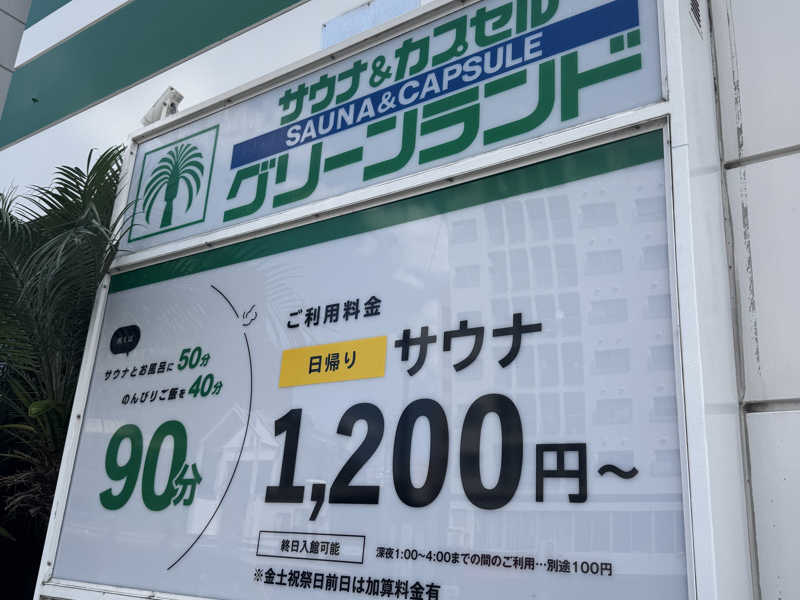 サウナ&カプセル
SAUNA&CAPSULE
グリーンランド
サウナとお風呂に50分
のんびりご飯を40分
90分
ご利用料金
日帰り サウナ
1,200円～
終日入館可能
深夜1:00~4:00までの間のご利用…別途100円
※金土祝祭日前日は加算料金有